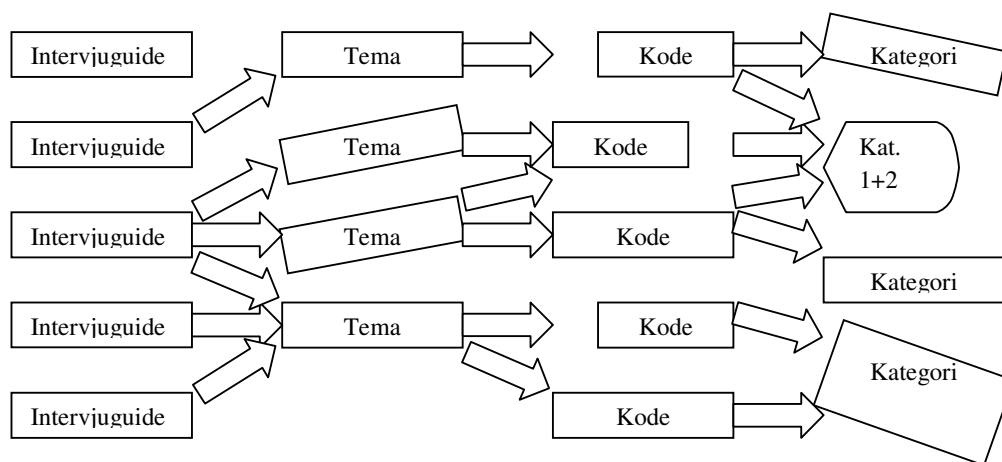 Intervjuguide Tema Kode Kategori
Intervjuguide Tema Kode Kat.
1+2
Intervjuguide Tema Kode
Kategori
Intervjuguide Tema Kode
Kategori
Intervjuguide Kode